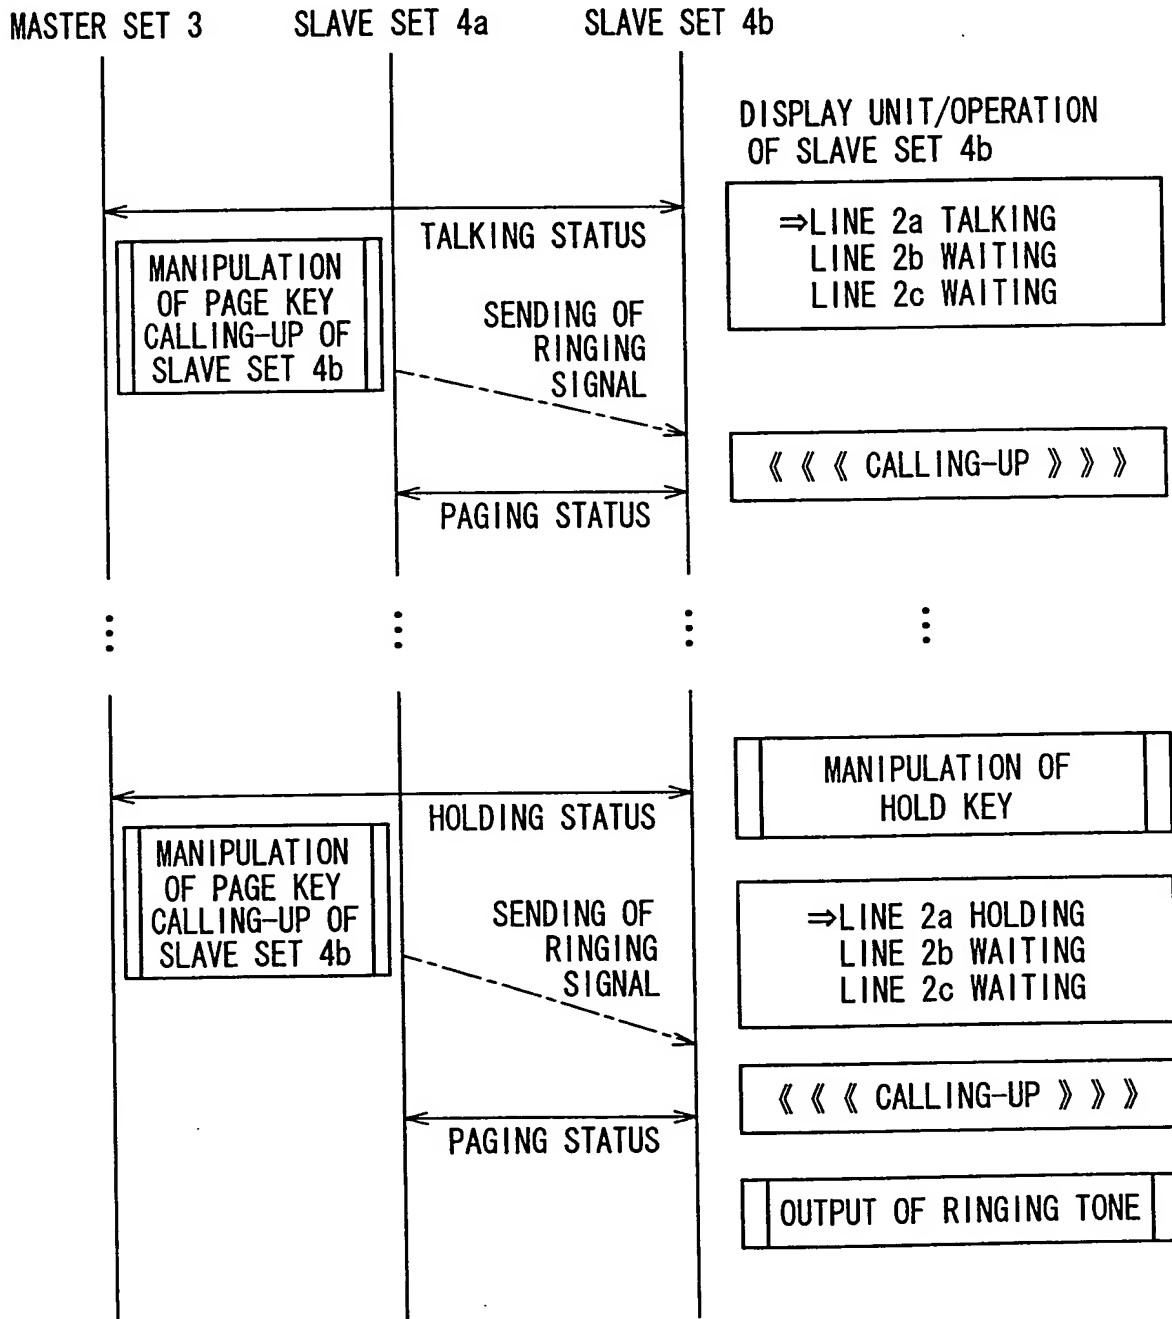 MASTER SET 3 SLAVE SET 4a SLAVE SET 4b
DISPLAY UNIT/OPERATION
OF SLAVE SET 4b
TALKING STATUS
⇒LINE 2a TALKING
LINE 2b WAITING
LINE 2c WAITING
MANIPULATION
OF PAGE KEY
CALLING-UP OF
SLAVE SET 4b
SENDING OF
RINGING
SIGNAL
《 《 《 CALLING-UP 》 》 》
PAGING STATUS
MANIPULATION OF
HOLD KEY
HOLDING STATUS
MANIPULATION
OF PAGE KEY
CALLING-UP OF
SLAVE SET 4b
SENDING OF
RINGING
SIGNAL
⇒LINE 2a HOLDING
LINE 2b WAITING
LINE 2c WAITING
《 《 《 CALLING-UP 》 》 》
PAGING STATUS
OUTPUT OF RINGING TONE